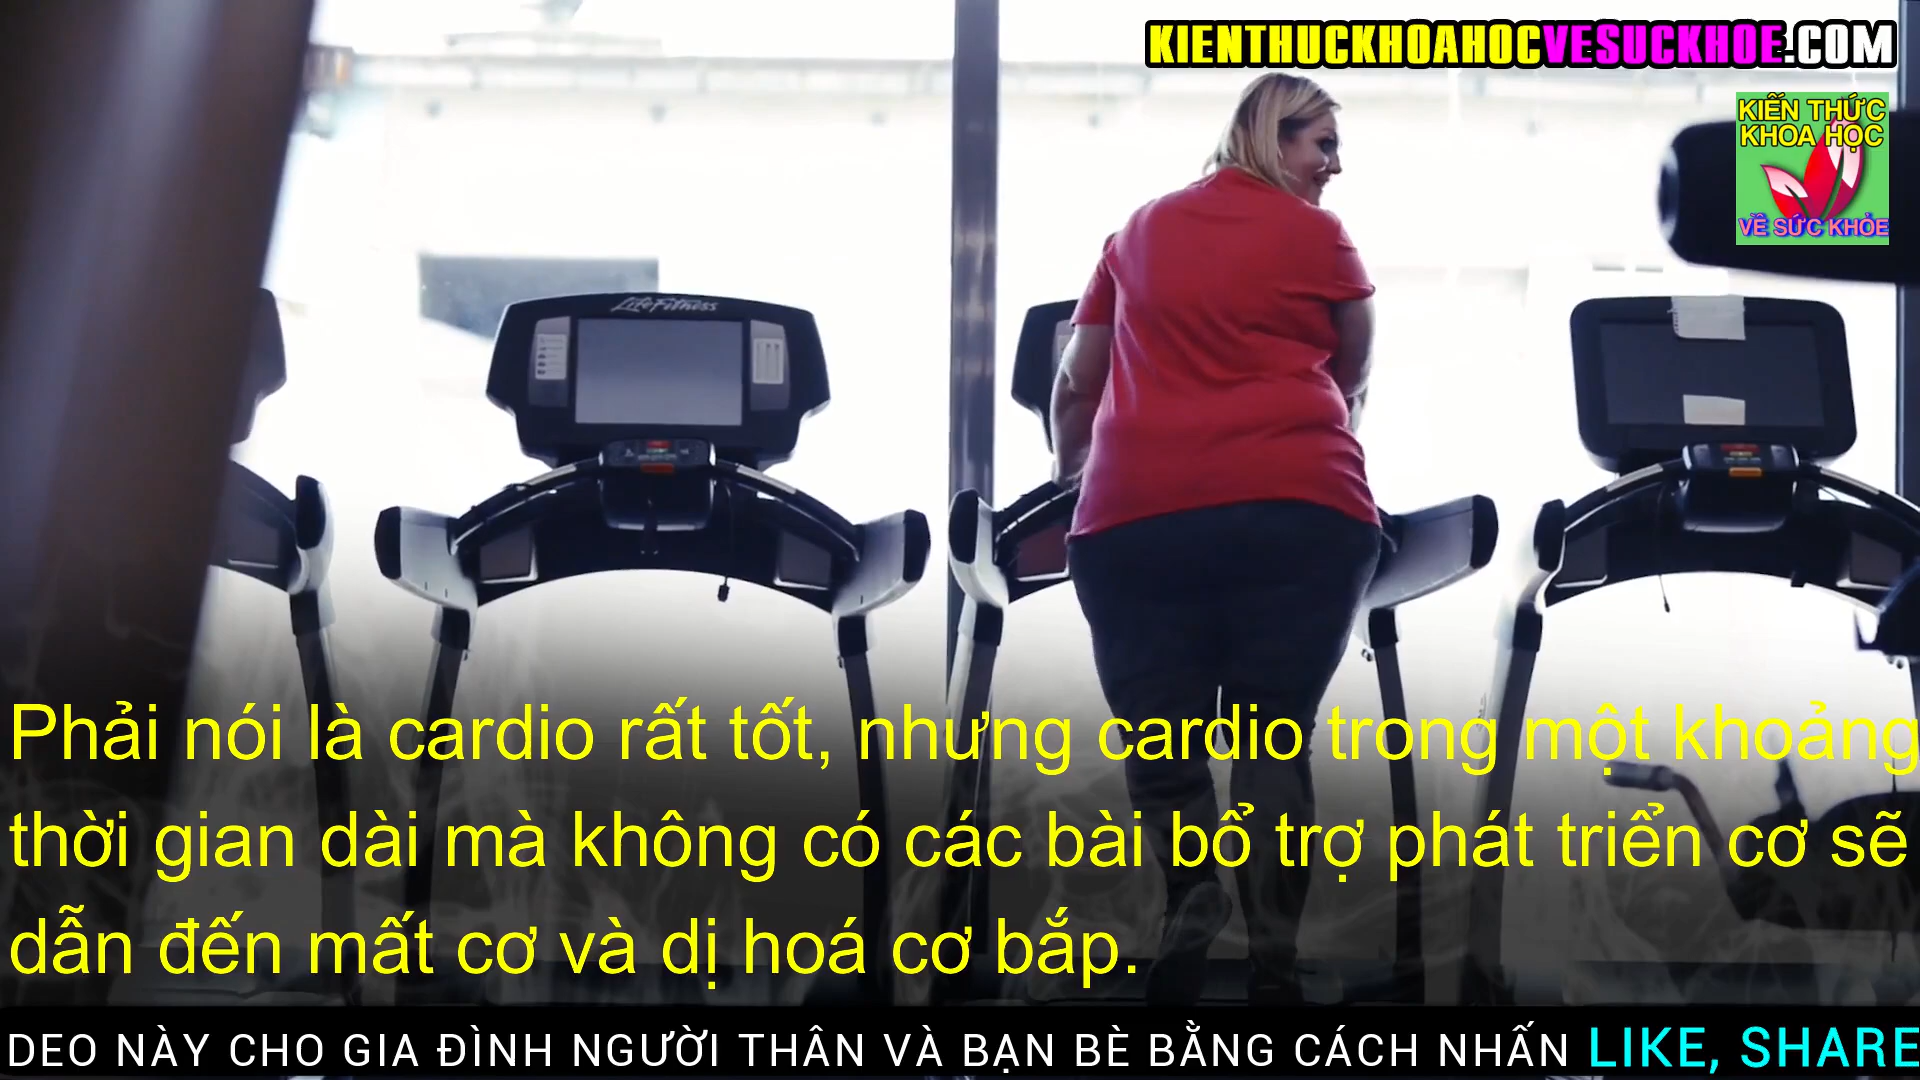 KIENTHUCKHOAHOCVESUCKHOE.COM
KIẾN THỨC
KHOA HỌC
VỀ SỨC KHỎE
LifeFitness
Phải nói là cardio rất tốt, nhưng cardio trong một khoảng
thời gian dài mà không có các bài bổ trợ phát triển cơ sẽ
dẫn đến mất cơ và dị hoá cơ bắp.
DEO NÀY CHO GIA ĐÌNH NGƯỜI THÂN VÀ BẠN BÈ BẰNG CÁCH NHẤN LIKE, SHARE